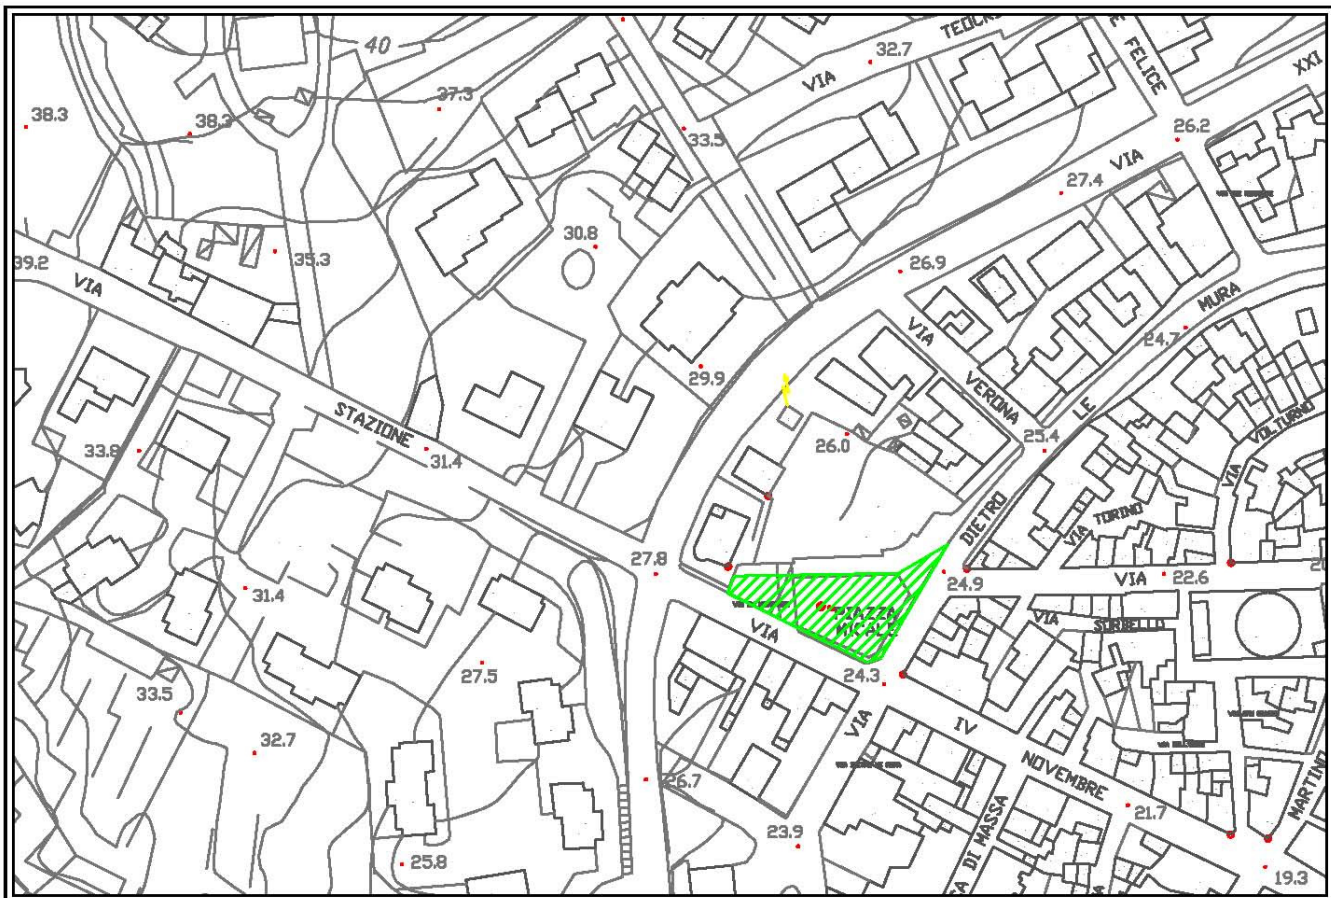 40
32.7
VIA
TEOCR
FELICE
XXI
38.3
38.3
37.3
33.5
26.2
VIA
27.4
39.2
VIA
35.3
30.8
26.9
MURA
24.7
VIA
VERONA
LE
29.9
STAZIONE
31.4
33.8
26.0
25.4
VOLTURNO
VIA
DIETRO
VIA TORINO
27.8
24.9
VIA
22.6
31.4
PIAZZA
MICALE
VIA
VIA
SORBELLO
27.5
24.3
33.5
32.7
VIA
IV
NOVEMBRE
26.7
MARTINO
DI MASSA
21.7
23.9
25.8
19.3